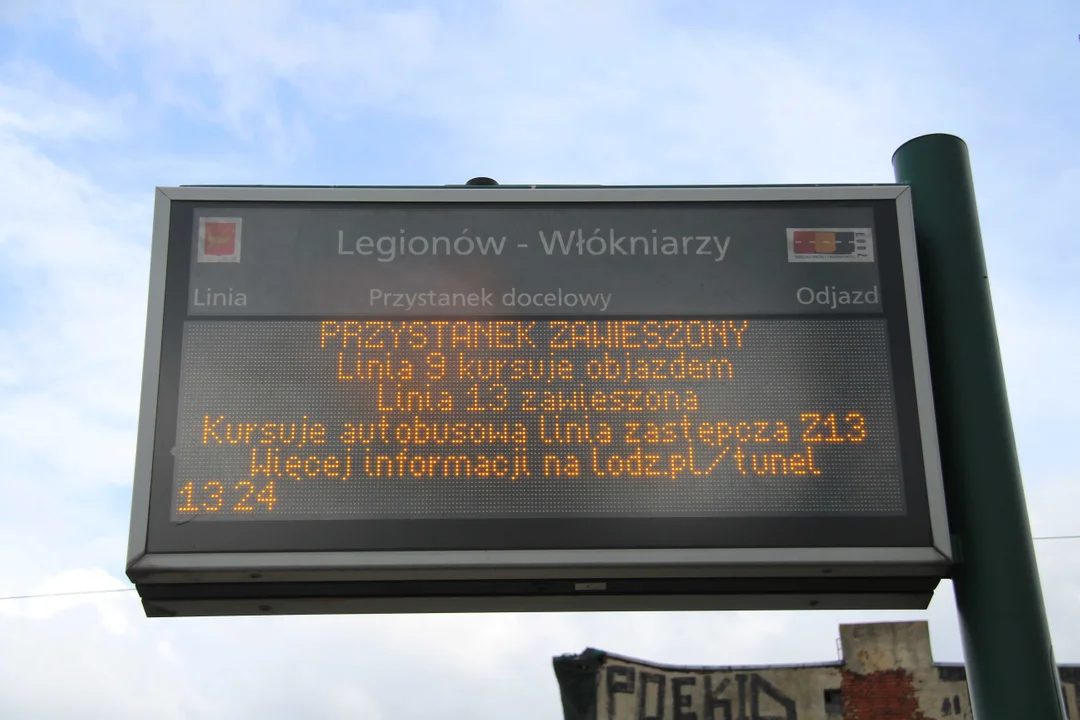 Legionów - Włókniarzy
Linia Przystanek docelowy Odjazd
PRZYSTANEK ZAWIESZONY
Linia 9 kursuje objazdem
Linia 13 zawieszona
Kursuje autobusowa linia zastępcza Z13
Więcej informacji na lodz.pl/tunel
13 24